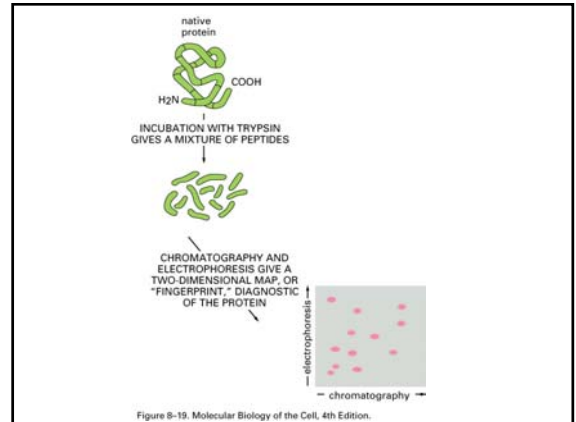 native
protein
COOH
H2N
INCUBATION WITH TRYPSIN
GIVES A MIXTURE OF PEPTIDES
CHROMATOGRAPHY AND
ELECTROPHORESIS GIVE A
TWO-DIMENSIONAL MAP, OR
"FINGERPRINT," DIAGNOSTIC
OF THE PROTEIN
electrophoresis
chromatography
Figure 8–19. Molecular Biology of the Cell, 4th Edition.